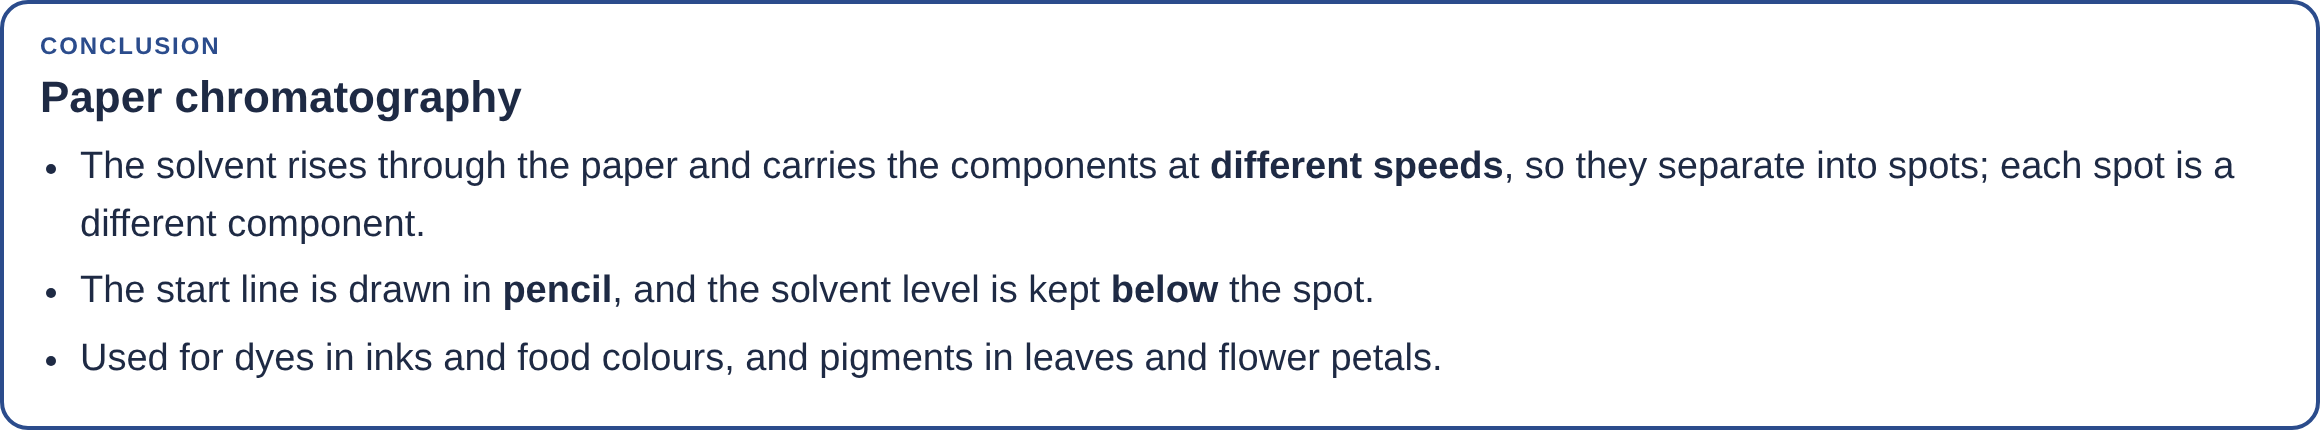 CONCLUSION
Paper chromatography
• The solvent rises through the paper and carries the components at different speeds, so they separate into spots; each spot is a
different component.
• The start line is drawn in pencil, and the solvent level is kept below the spot.
• Used for dyes in inks and food colours, and pigments in leaves and flower petals.